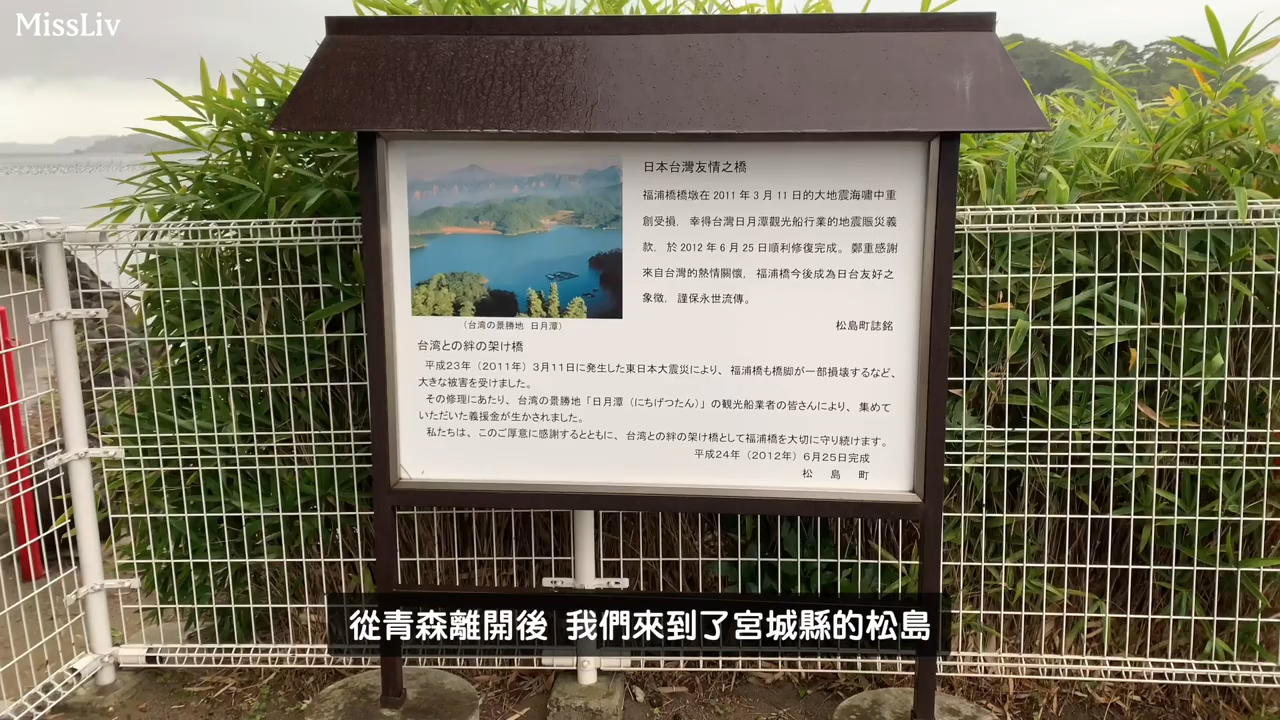 MissLiv
日本台灣友情之橋
福浦橋橋墩在 2011 年 3 月 11 日的大地震海嘯中重
創受損，幸得台灣日月潭觀光船行業的地震賑災義
款，於 2012 年 6 月 25 日順利修復完成。鄭重感謝
來自台灣的熱情關懷，福浦橋今後成為日台友好之
象徵，謹保永世流傳。
松島町誌銘
（台湾の景勝地 日月潭）
台湾との絆の架け橋
平成23年（2011年）3月11日に発生した東日本大震災により、福浦橋も橋脚が一部損壊するなど、
大きな被害を受けました。
その修理にあたり、台湾の景勝地「日月潭（にちげつたん）」の観光船業者の皆さんにより、集めて
いただいた義援金が生かされました。
私たちは、このご厚意に感謝するとともに、台湾との絆の架け橋として福浦橋を大切に守り続けます。
平成24年（2012年）6月25日完成
松 島 町
從青森離開後 我們來到了宮城縣的松島